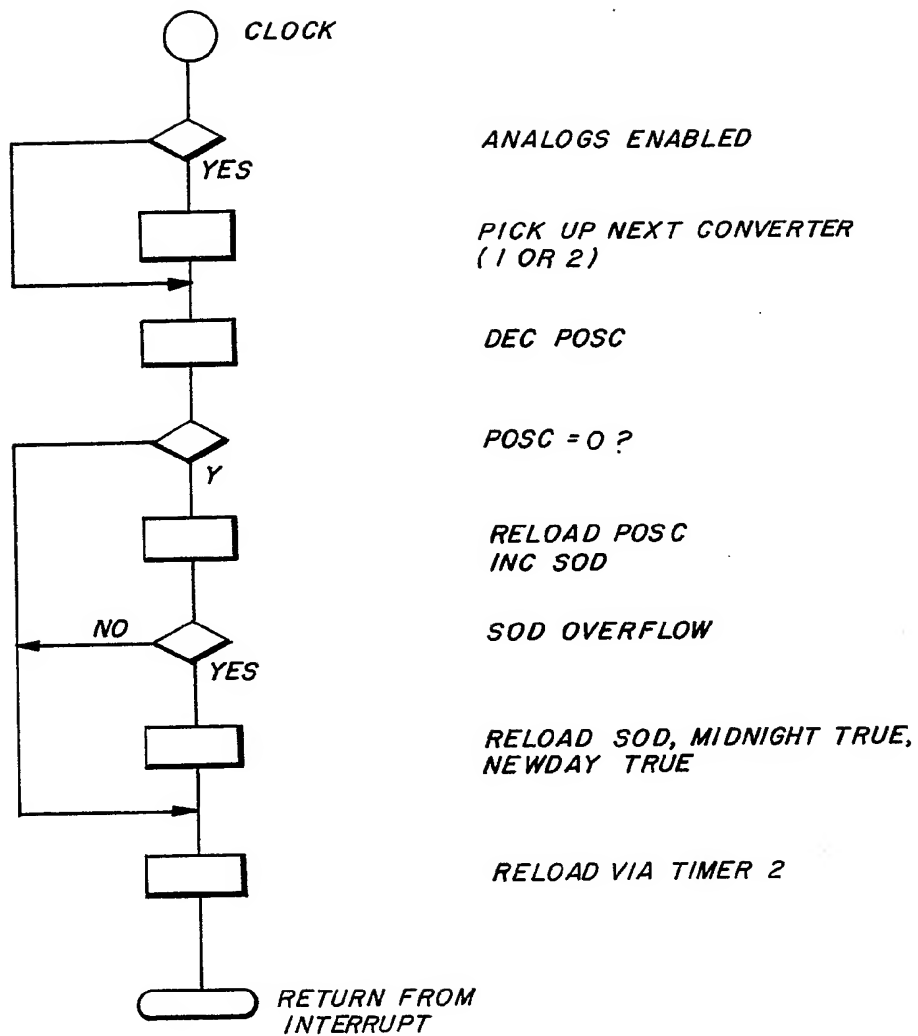 CLOCK
ANALOGS ENABLED
YES
PICK UP NEXT CONVERTER
(1 OR 2)
DEC POSC
POSC = 0 ?
Y
RELOAD POSC
INC SOD
NO
SOD OVERFLOW
YES
RELOAD SOD, MIDNIGHT TRUE,
NEWDAY TRUE
RELOAD VIA TIMER 2
RETURN FROM
INTERRUPT